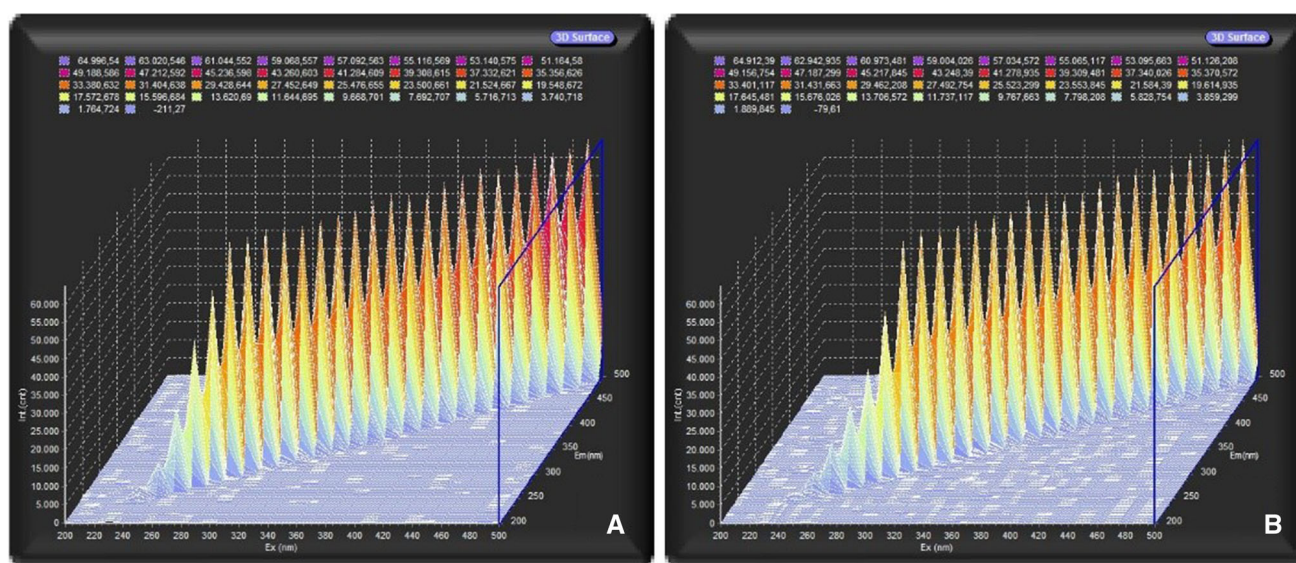 3D Surface
64.996,54 63.020,546 61.044,552 59.068,557 57.092,563 55.116,569 53.140,575 51.164,58
49.188,586 47.212,592 45.236,598 43.260,603 41.284,609 39.308,615 37.332,621 35.356,626
33.380,632 31.404,638 29.428,644 27.452,649 25.476,655 23.500,661 21.524,667 19.548,672
17.572,678 15.596,684 13.620,69 11.644,695 9.668,701 7.692,707 5.716,713 3.740,718
1.764,724 -211,27
60.000
55.000
50.000
45.000
40.000
35.000
30.000
25.000
20.000
15.000
10.000
5.000
0
Int.(cnt)
200 220 240 260 280 300 320 340 360 380 400 420 440 460 480 500
Ex (nm)
500
450
400
350
300
250
200
Em(nm)
A
3D Surface
64.912,39 62.942,935 60.973,481 59.004,026 57.034,572 55.065,117 53.095,663 51.126,208
49.156,754 47.187,299 45.217,845 43.248,39 41.278,935 39.309,481 37.340,026 35.370,572
33.401,117 31.431,663 29.462,208 27.492,754 25.523,299 23.553,845 21.584,39 19.614,935
17.645,481 15.676,026 13.706,572 11.737,117 9.767,663 7.798,208 5.828,754 3.859,299
1.889,845 -79,61
60.000
55.000
50.000
45.000
40.000
35.000
30.000
25.000
20.000
15.000
10.000
5.000
0
Int.(cnt)
200 220 240 260 280 300 320 340 360 380 400 420 440 460 480 500
Ex (nm)
500
450
400
350
300
250
200
Em(nm)
B